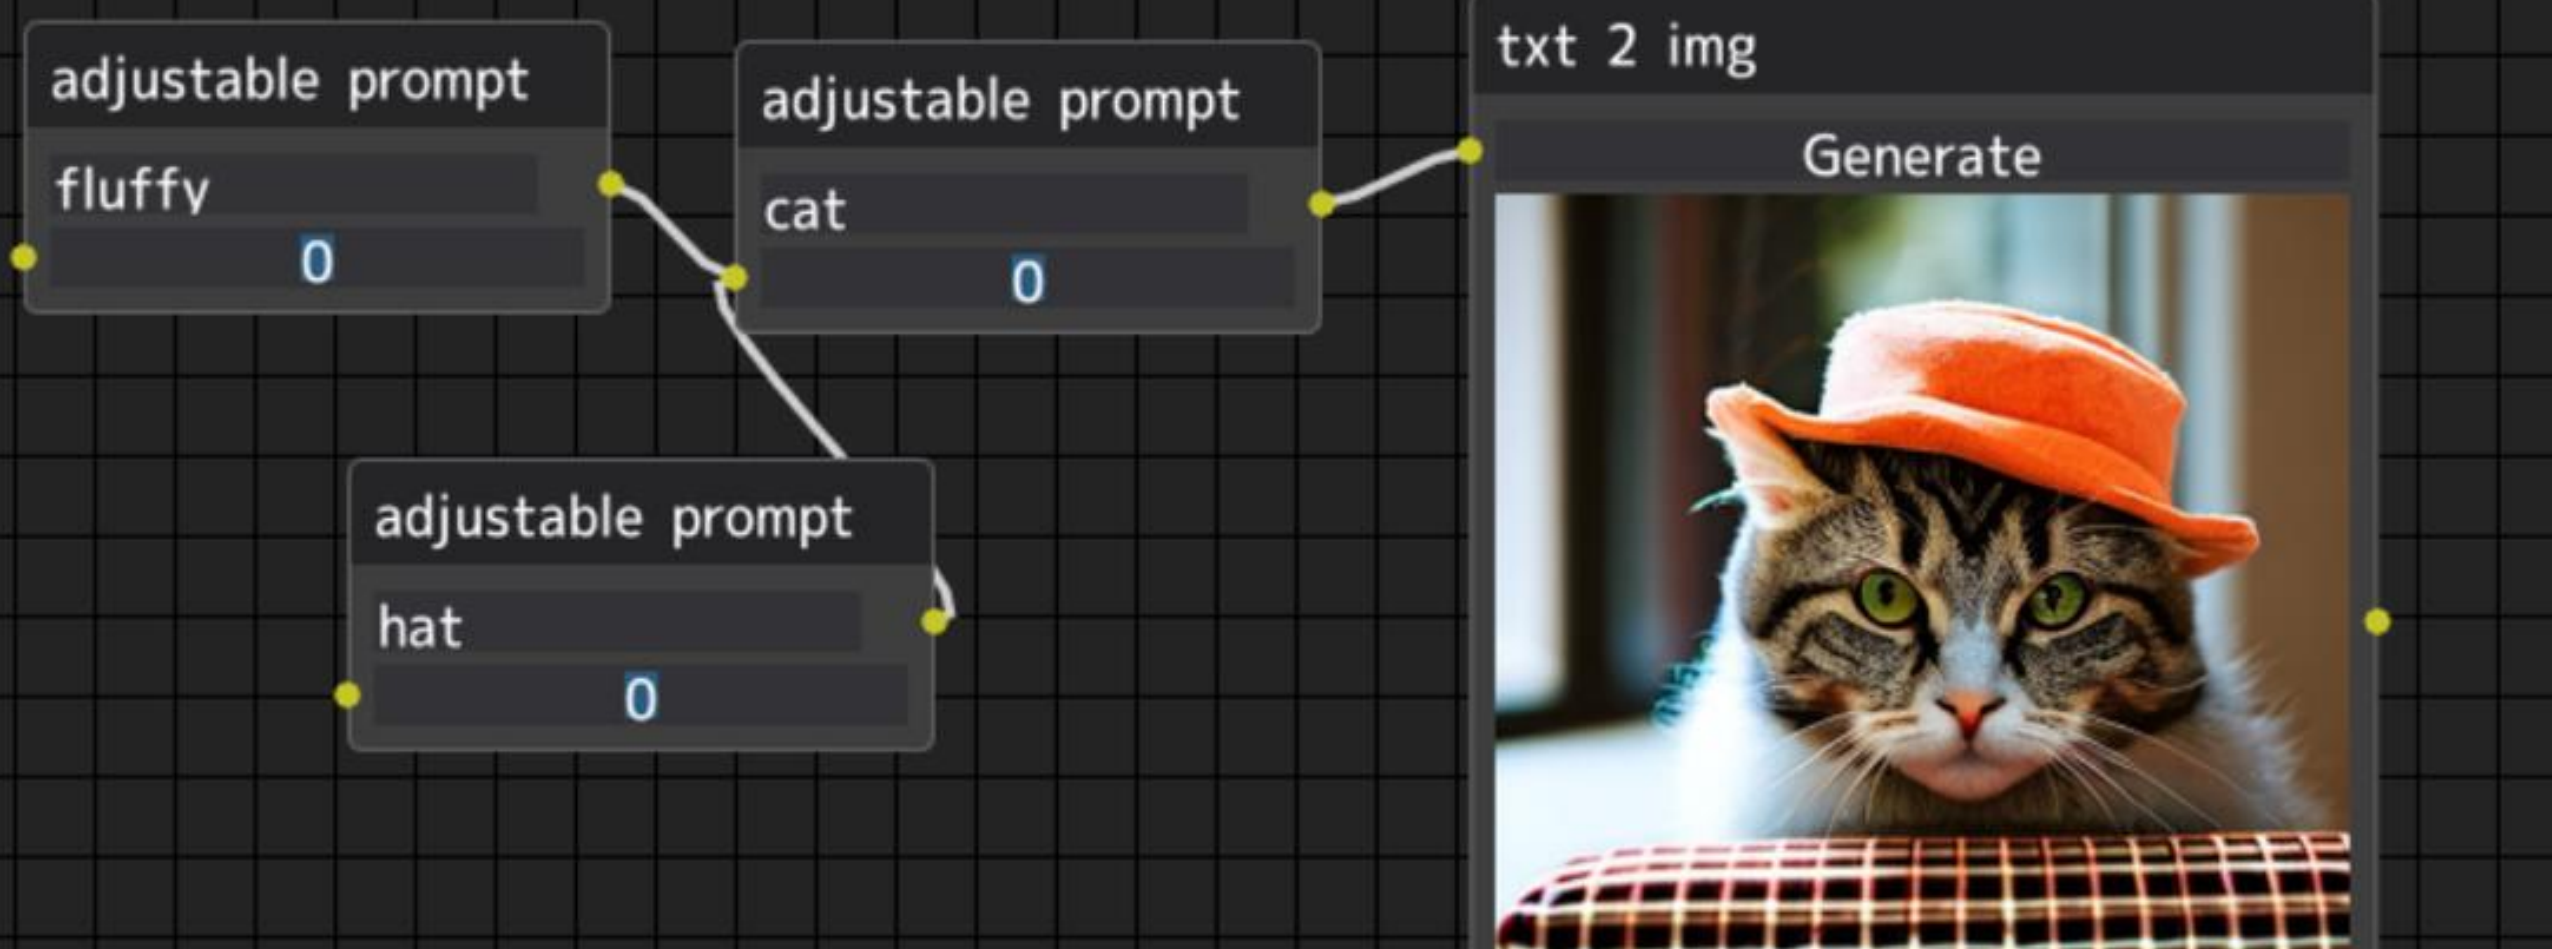 adjustable prompt
fluffy
0
adjustable prompt
cat
0
adjustable prompt
hat
0
txt 2 img
Generate